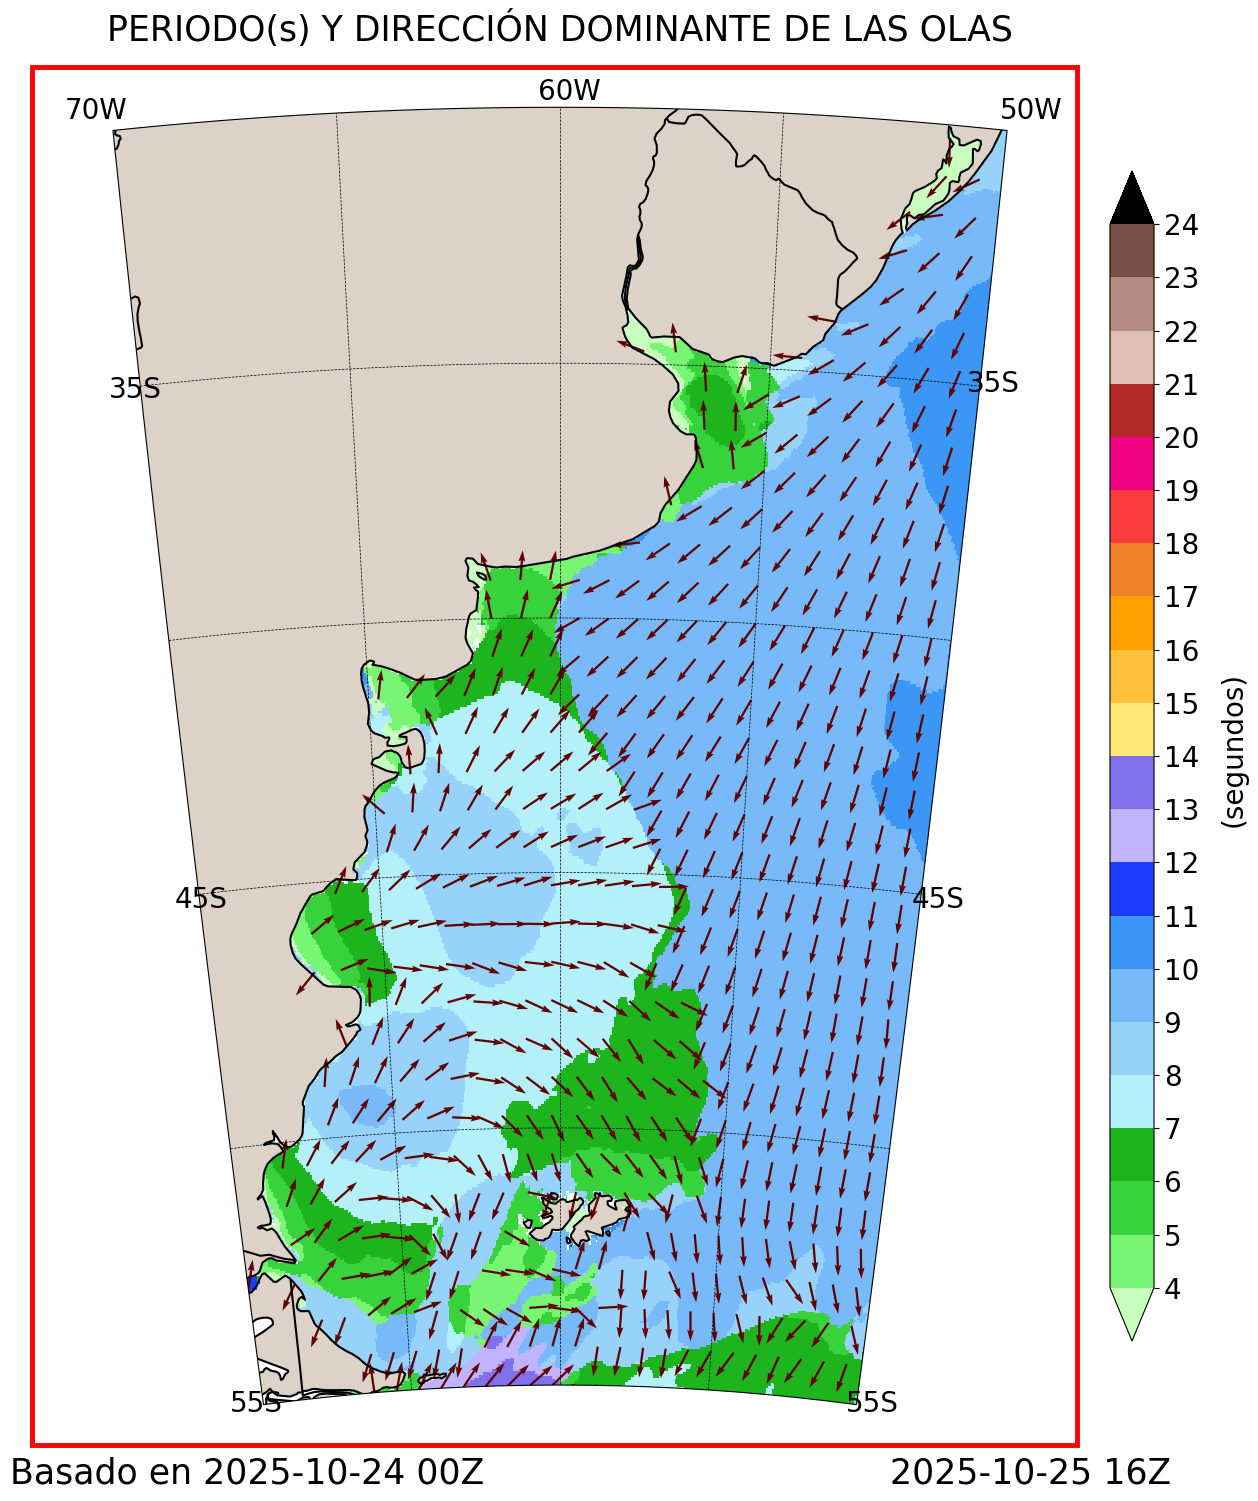 PERIODO(s) Y DIRECCIÓN DOMINANTE DE LAS OLAS
70W
60W
50W
35S
35S
45S
45S
55S
55S
24
23
22
21
20
19
18
17
16
15
14
13
12
11
10
9
8
7
6
5
4
(segundos)
Basado en 2025-10-24 00Z
2025-10-25 16Z